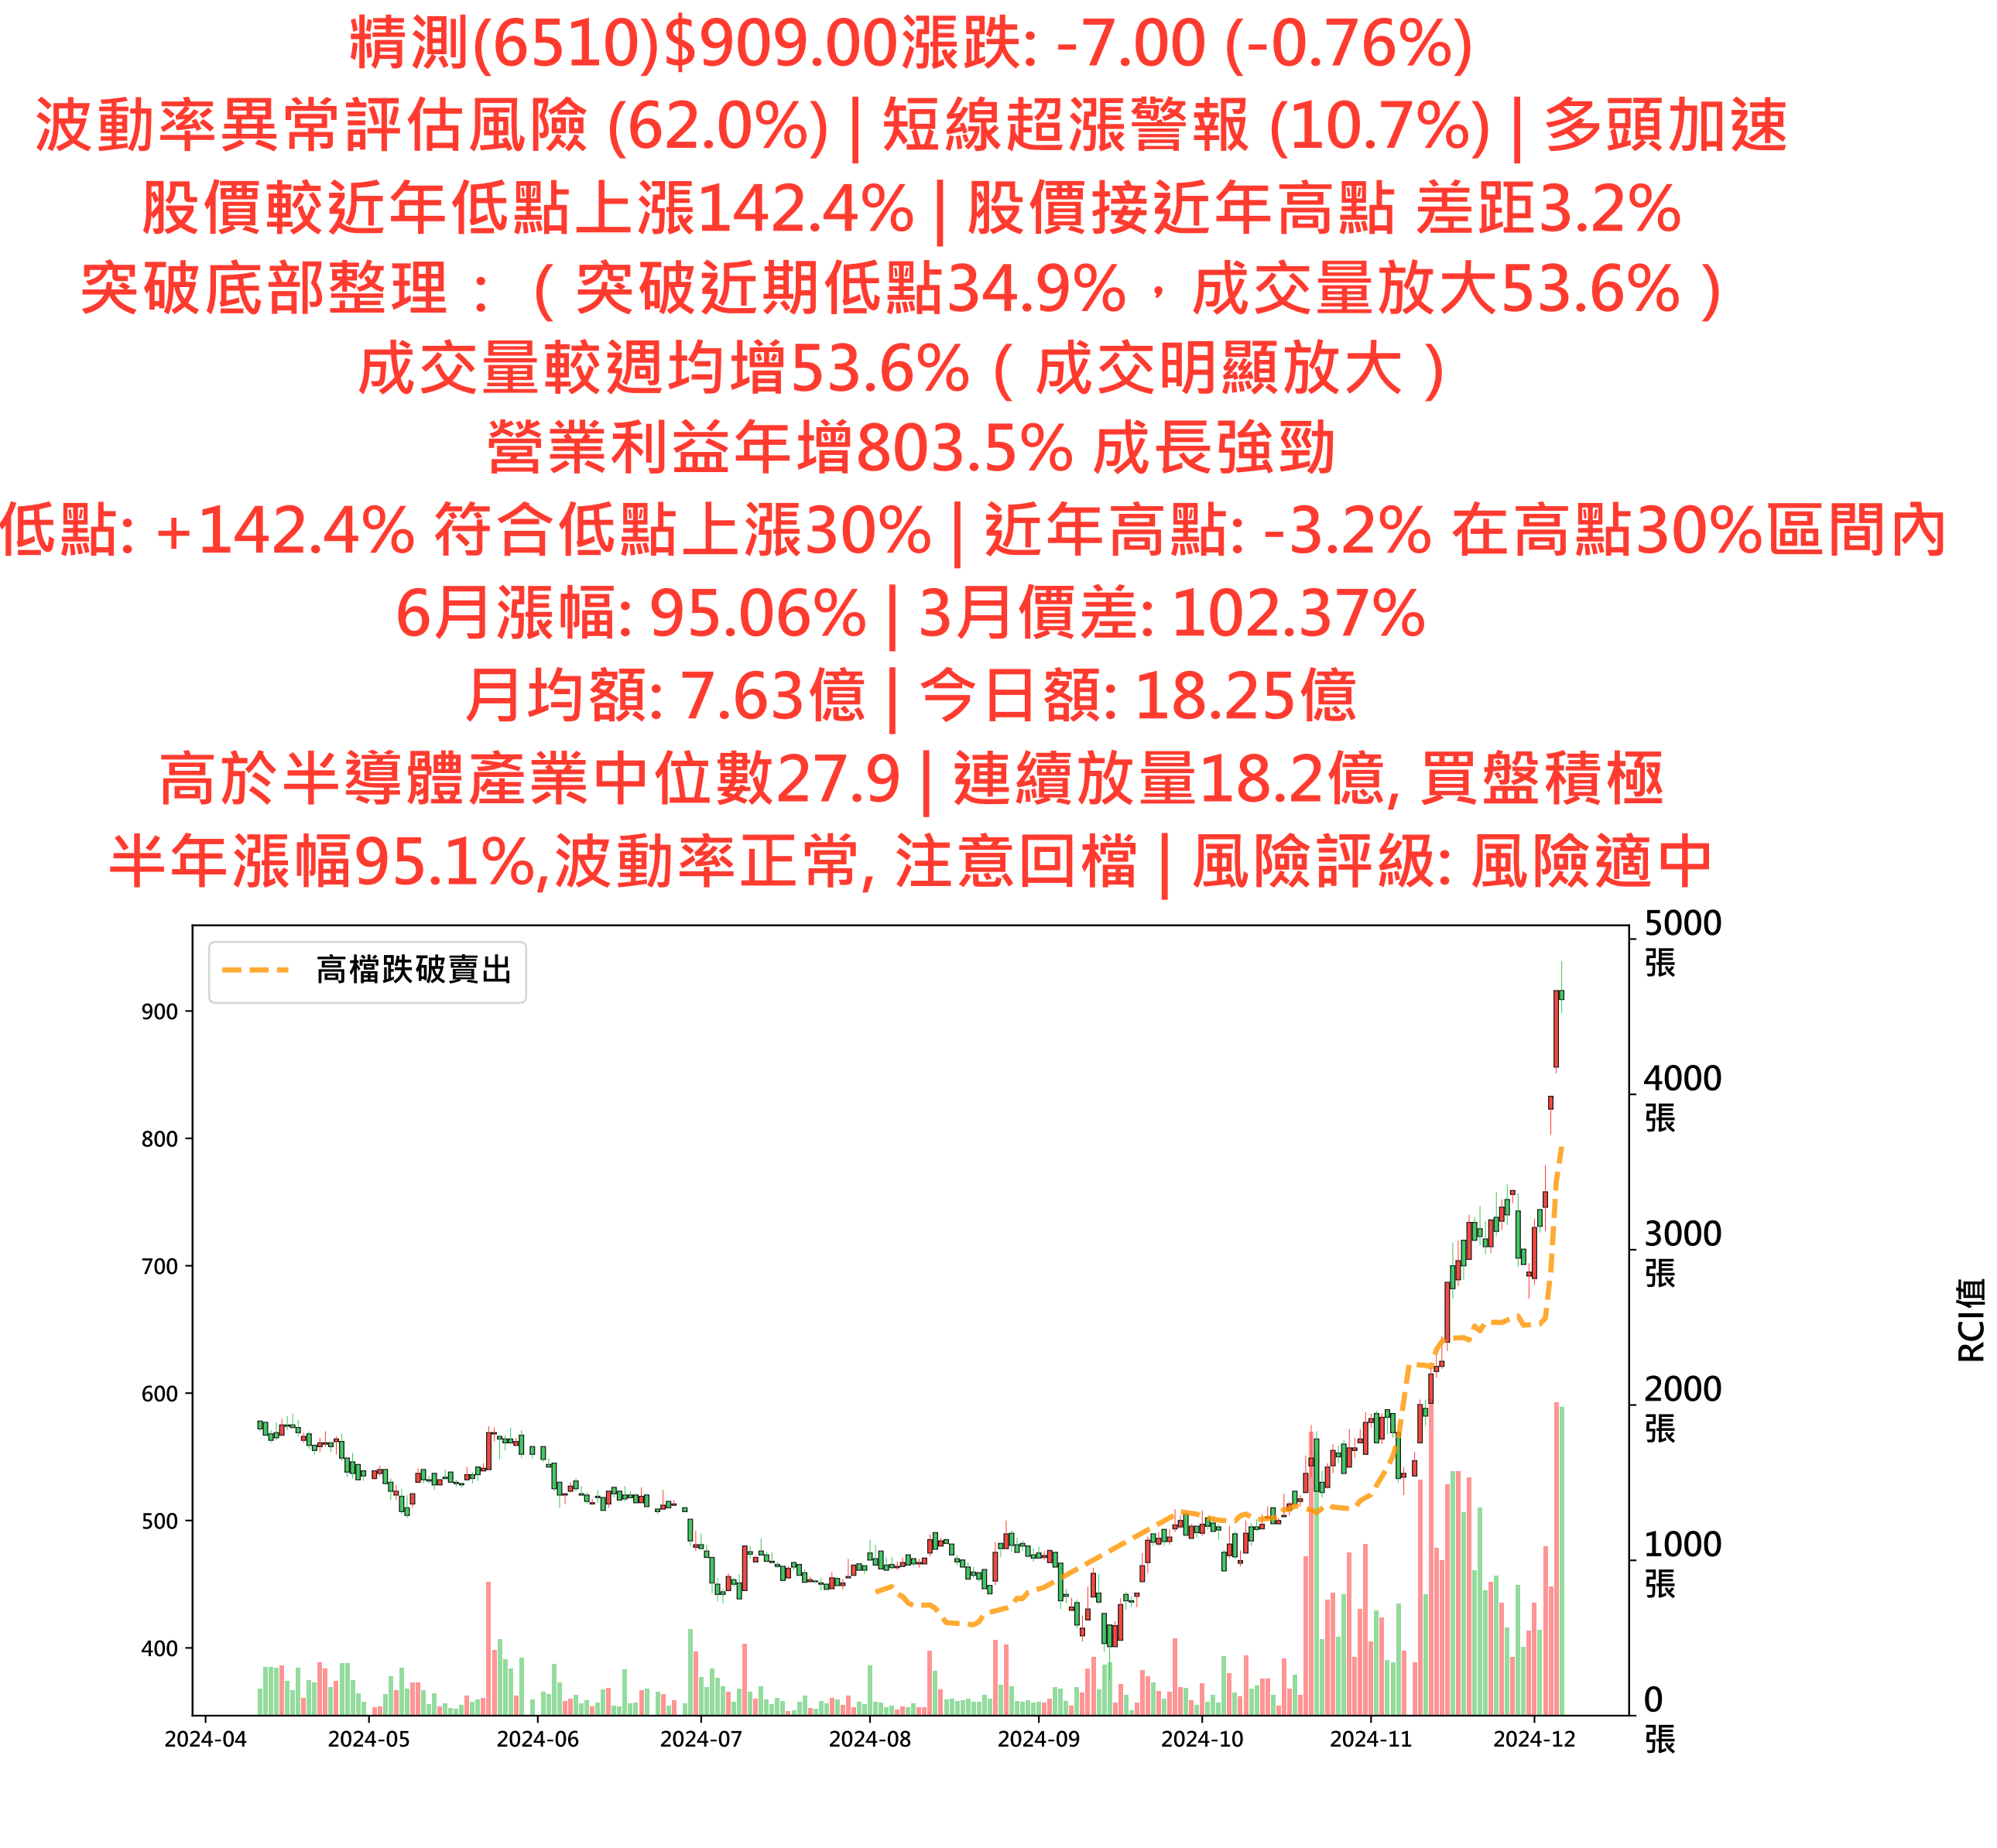 精測(6510)$909.00漲跌: -7.00 (-0.76%)
波動率異常評估風險 (62.0%) | 短線超漲警報 (10.7%) | 多頭加速
股價較近年低點上漲142.4% | 股價接近年高點 差距3.2%
突破底部整理：（突破近期低點34.9%，成交量放大53.6%）
成交量較週均增53.6%（成交明顯放大）
營業利益年增803.5% 成長強勁
低點: +142.4% 符合低點上漲30% | 近年高點: -3.2% 在高點30%區間內
6月漲幅: 95.06% | 3月價差: 102.37%
月均額: 7.63億 | 今日額: 18.25億
高於半導體產業中位數27.9 | 連續放量18.2億, 買盤積極
半年漲幅95.1%,波動率正常, 注意回檔 | 風險評級: 風險適中
高檔跌破賣出
900
800
700
600
500
400
5000
張
4000
張
3000
張
2000
張
1000
張
0
張
RCI值
2024-04
2024-05
2024-06
2024-07
2024-08
2024-09
2024-10
2024-11
2024-12